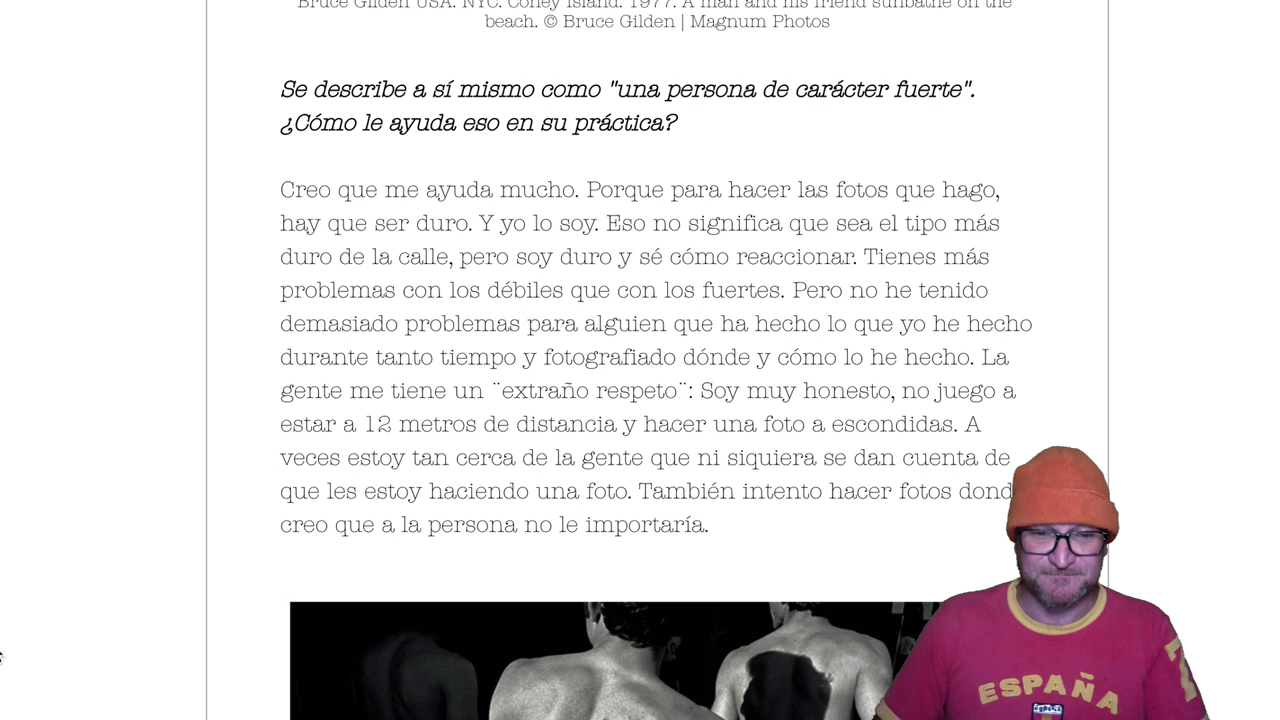 Bruce Gilden USA. NYC. Coney Island. 1977. A man and his friend sunbathe on the
beach. © Bruce Gilden | Magnum Photos
Se describe a sí mismo como "una persona de carácter fuerte".
¿Cómo le ayuda eso en su práctica?
Creo que me ayuda mucho. Porque para hacer las fotos que hago,
hay que ser duro. Y yo lo soy. Eso no significa que sea el tipo más
duro de la calle, pero soy duro y sé cómo reaccionar. Tienes más
problemas con los débiles que con los fuertes. Pero no he tenido
demasiado problemas para alguien que ha hecho lo que yo he hecho
durante tanto tiempo y fotografiado dónde y cómo lo he hecho. La
gente me tiene un ¨extraño respeto¨: Soy muy honesto, no juego a
estar a 12 metros de distancia y hacer una foto a escondidas. A
veces estoy tan cerca de la gente que ni siquiera se dan cuenta de
que les estoy haciendo una foto. También intento hacer fotos dond
creo que a la persona no le importaría.
ESPAÑA
7